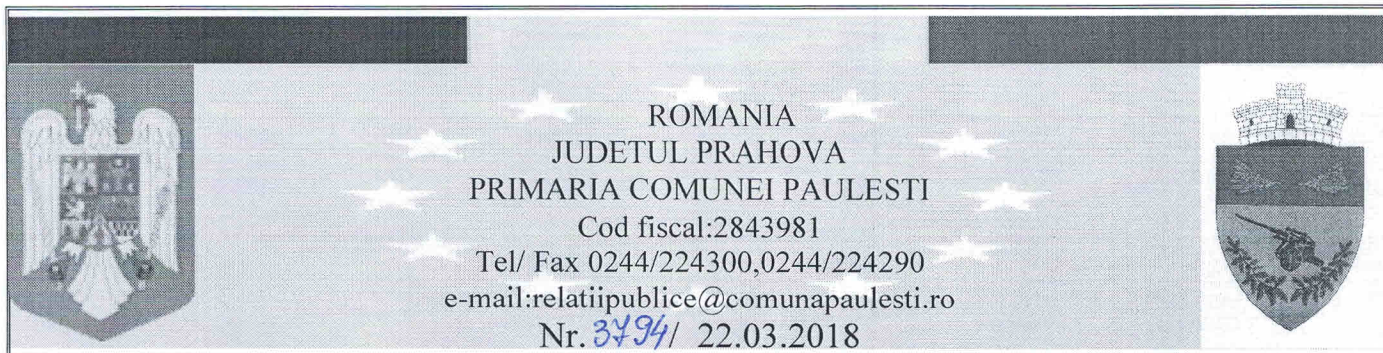 ROMANIA
JUDETUL PRAHOVA
PRIMARIA COMUNEI PAULESTI
Cod fiscal:2843981
Tel/ Fax 0244/224300,0244/224290
e-mail:relatiipublice@comunapaulesti.ro
Nr. 3794/ 22.03.2018